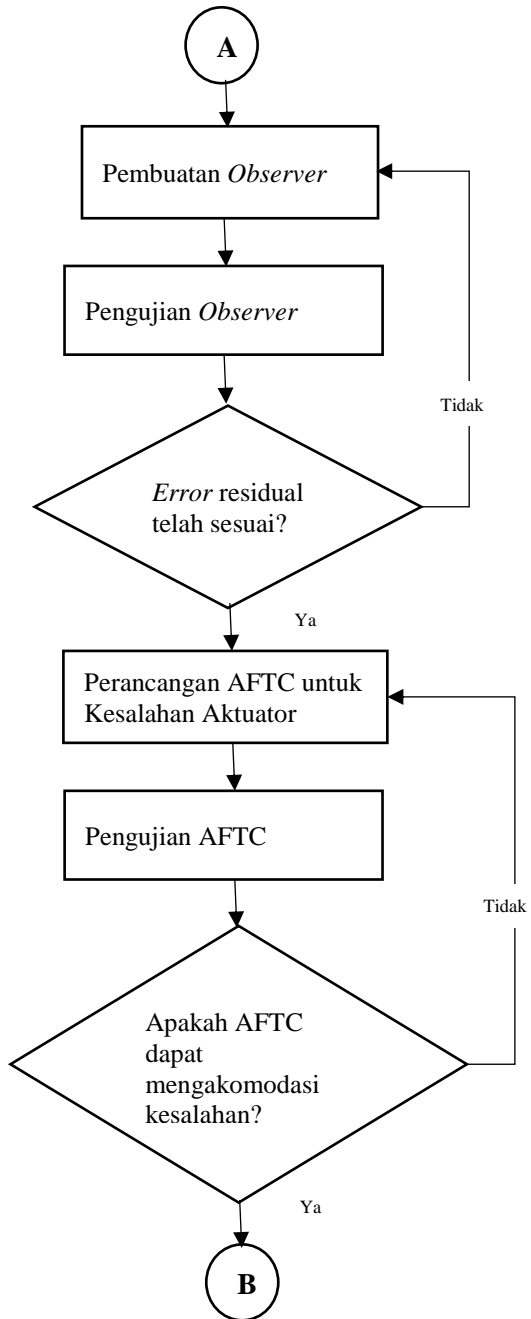 A
Pembuatan Observer
Pengujian Observer
Tidak
Error residual
telah sesuai?
Ya
Perancangan AFTC untuk
Kesalahan Aktuator
Pengujian AFTC
Tidak
Apakah AFTC
dapat
mengakomodasi
kesalahan?
Ya
B